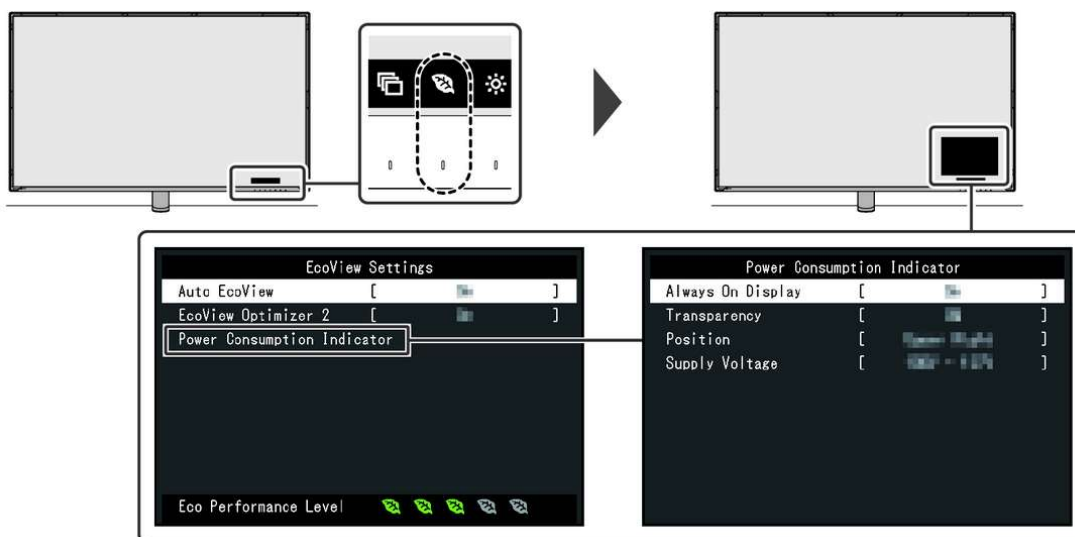 EcoView Settings
Auto EcoView [ ]
EcoView Optimizer 2 [ ]
Power Consumption Indicator
Eco Performance Level
Power Consumption Indicator
Always On Display [ ]
Transparency [ ]
Position [ ]
Supply Voltage [ ]